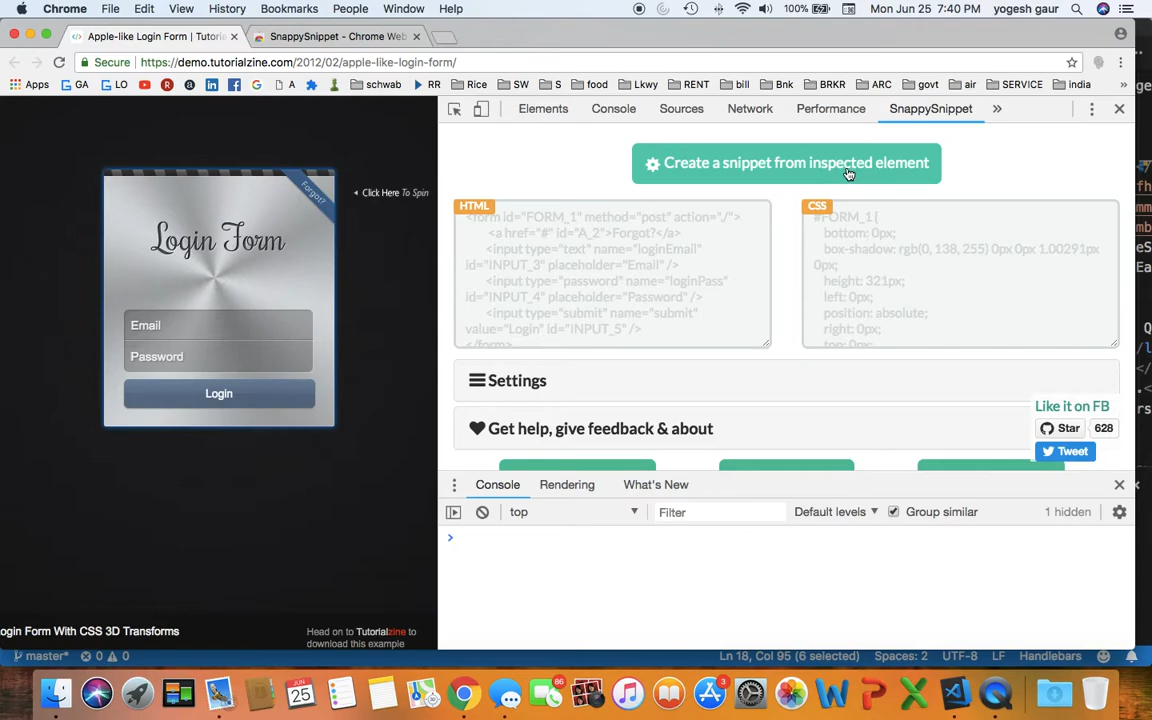 Chrome File Edit View History Bookmarks People Window Help 100% Mon Jun 25 7:40 PM yogesh gaur
Apple-like Login Form | Tutoria SnappySnippet - Chrome Web
Secure https://demo.tutorialzine.com/2012/02/apple-like-login-form/
Apps GA LO A schwab RR Rice SW S food Lkwy RENT bill Bnk BRKR ARC govt air SERVICE india
Elements Console Sources Network Performance SnappySnippet
Create a snippet from inspected element
Forgot?
Click Here To Spin
Login Form
Email
Password
Login
HTML
<form id="FORM_1" method="post" action="./">
<a href="#" id="A_2">Forgot?</a>
<input type="text" name="loginEmail"
id="INPUT_3" placeholder="Email" />
<input type="password" name="loginPass"
id="INPUT_4" placeholder="Password" />
<input type="submit" name="submit"
value="Login" id="INPUT_5" />
</form>
CSS
#FORM_1 {
bottom: 0px;
box-shadow: rgb(0, 138, 255) 0px 0px 1.00291px
0px;
height: 321px;
left: 0px;
position: absolute;
right: 0px;
top: 0px;
Settings
Get help, give feedback & about
Like it on FB
Star 628
Tweet
Console Rendering What's New
top Filter Default levels Group similar 1 hidden
ogin Form With CSS 3D Transforms
Head on to Tutorialzine to
download this example
master* 0 0 Ln 18, Col 95 (6 selected) Spaces: 2 UTF-8 LF Handlebars
JUN
25
86
3